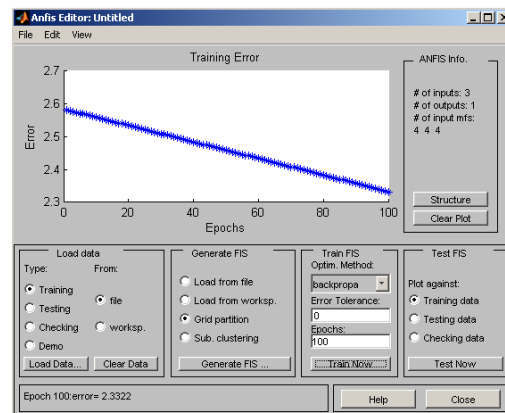 Anfis Editor: Untitled
File Edit View
Training Error
2.7
2.6
2.5
2.4
2.3
Error
0 20 40 60 80 100
Epochs
ANFIS Info.
# of inputs: 3
# of outputs: 1
# of input mfs:
4 4 4
Structure
Clear Plot
Load data
Type: From:
Training
Testing
Checking
Demo
file
worksp.
Load Data... Clear Data
Generate FIS
Load from file
Load from worksp.
Grid partition
Sub. clustering
Generate FIS ...
Train FIS
Optim. Method:
backpropa
Error Tolerance:
0
Epochs:
100
Train Now
Test FIS
Plot against:
Training data
Testing data
Checking data
Test Now
Epoch 100:error= 2.3322
Help Close